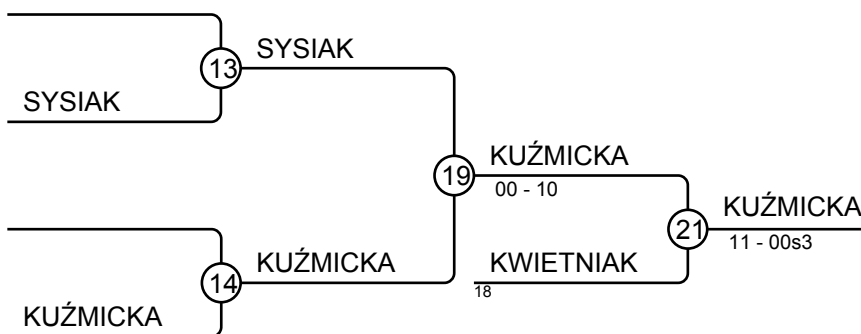 SYSIAK
13
SYSIAK
KUŹMICKA
19
00 - 10
KUŹMICKA
21
11 - 00s3
KUŹMICKA
14
KWIETNIAK
18
KUŹMICKA